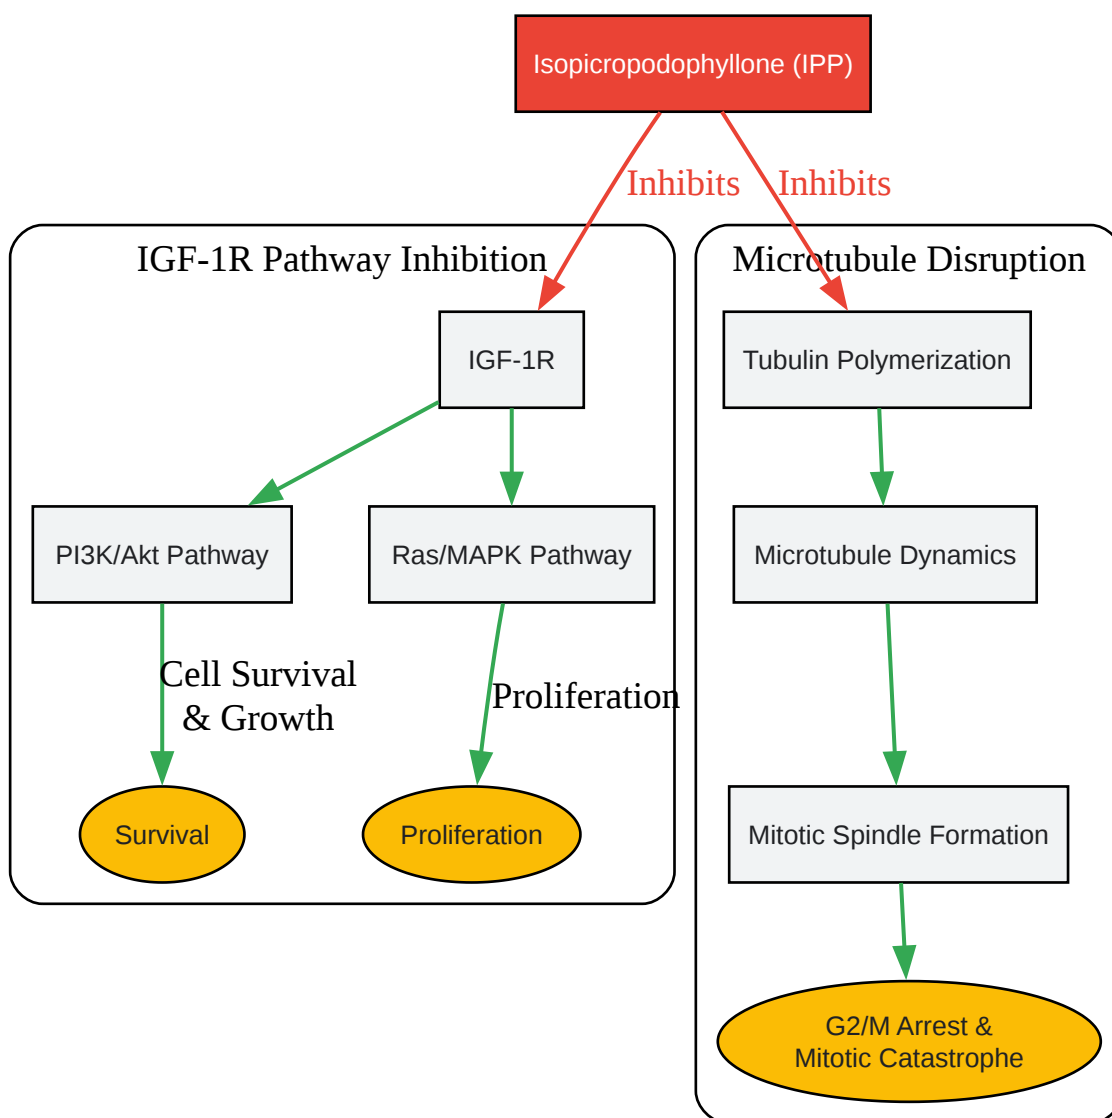 Isopicropodophyllone (IPP)
Inhibits
Inhibits
IGF-1R Pathway Inhibition
Microtubule Disruption
IGF-1R
Tubulin Polymerization
PI3K/Akt Pathway
Ras/MAPK Pathway
Microtubule Dynamics
Cell Survival
& Growth
Proliferation
Survival
Proliferation
Mitotic Spindle Formation
G2/M Arrest &
Mitotic Catastrophe